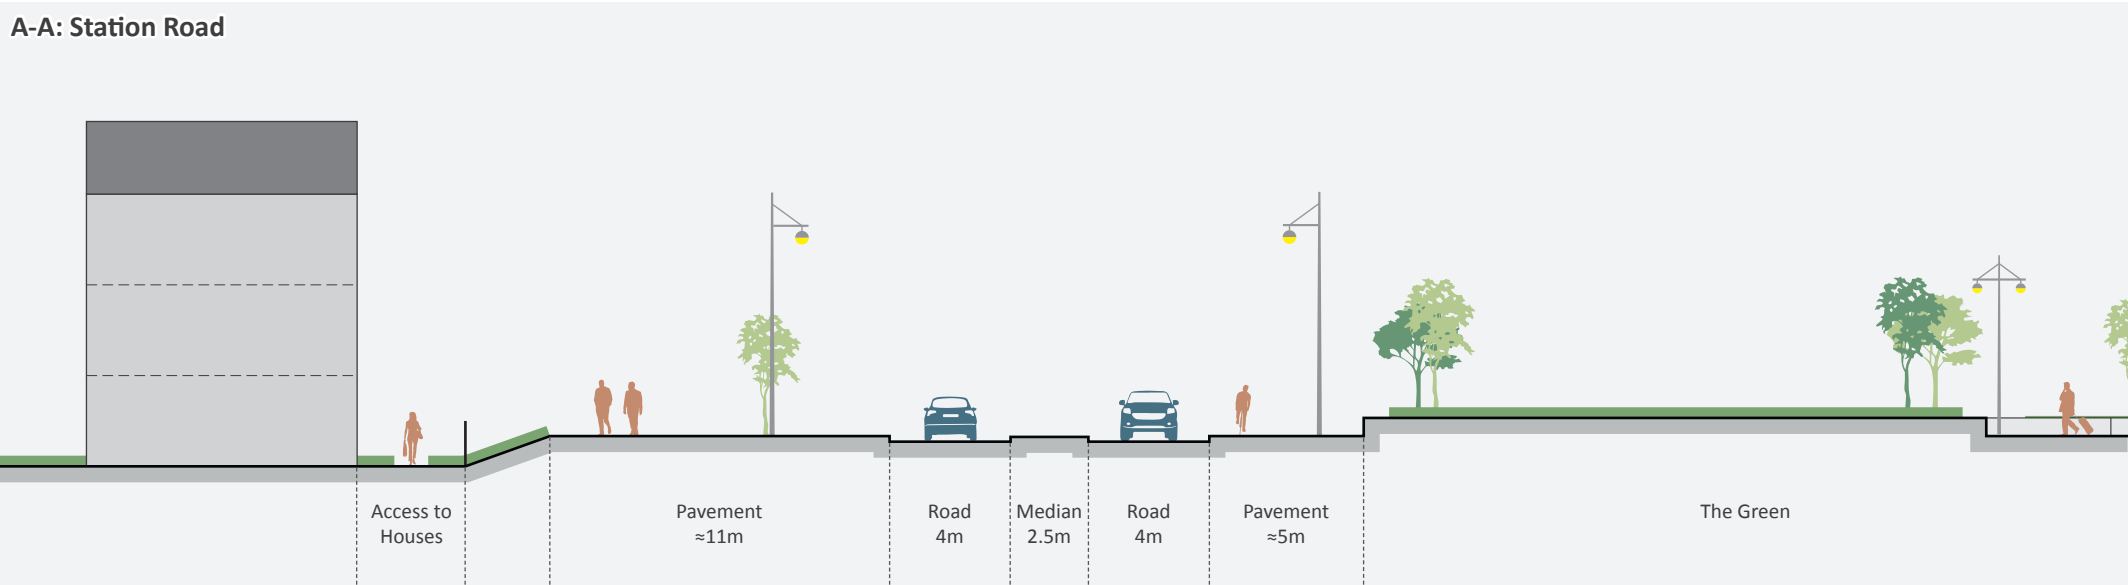 A-A: Station Road
Access to
Houses
Pavement
≈11m
Road
4m
Median
2.5m
Road
4m
Pavement
≈5m
The Green